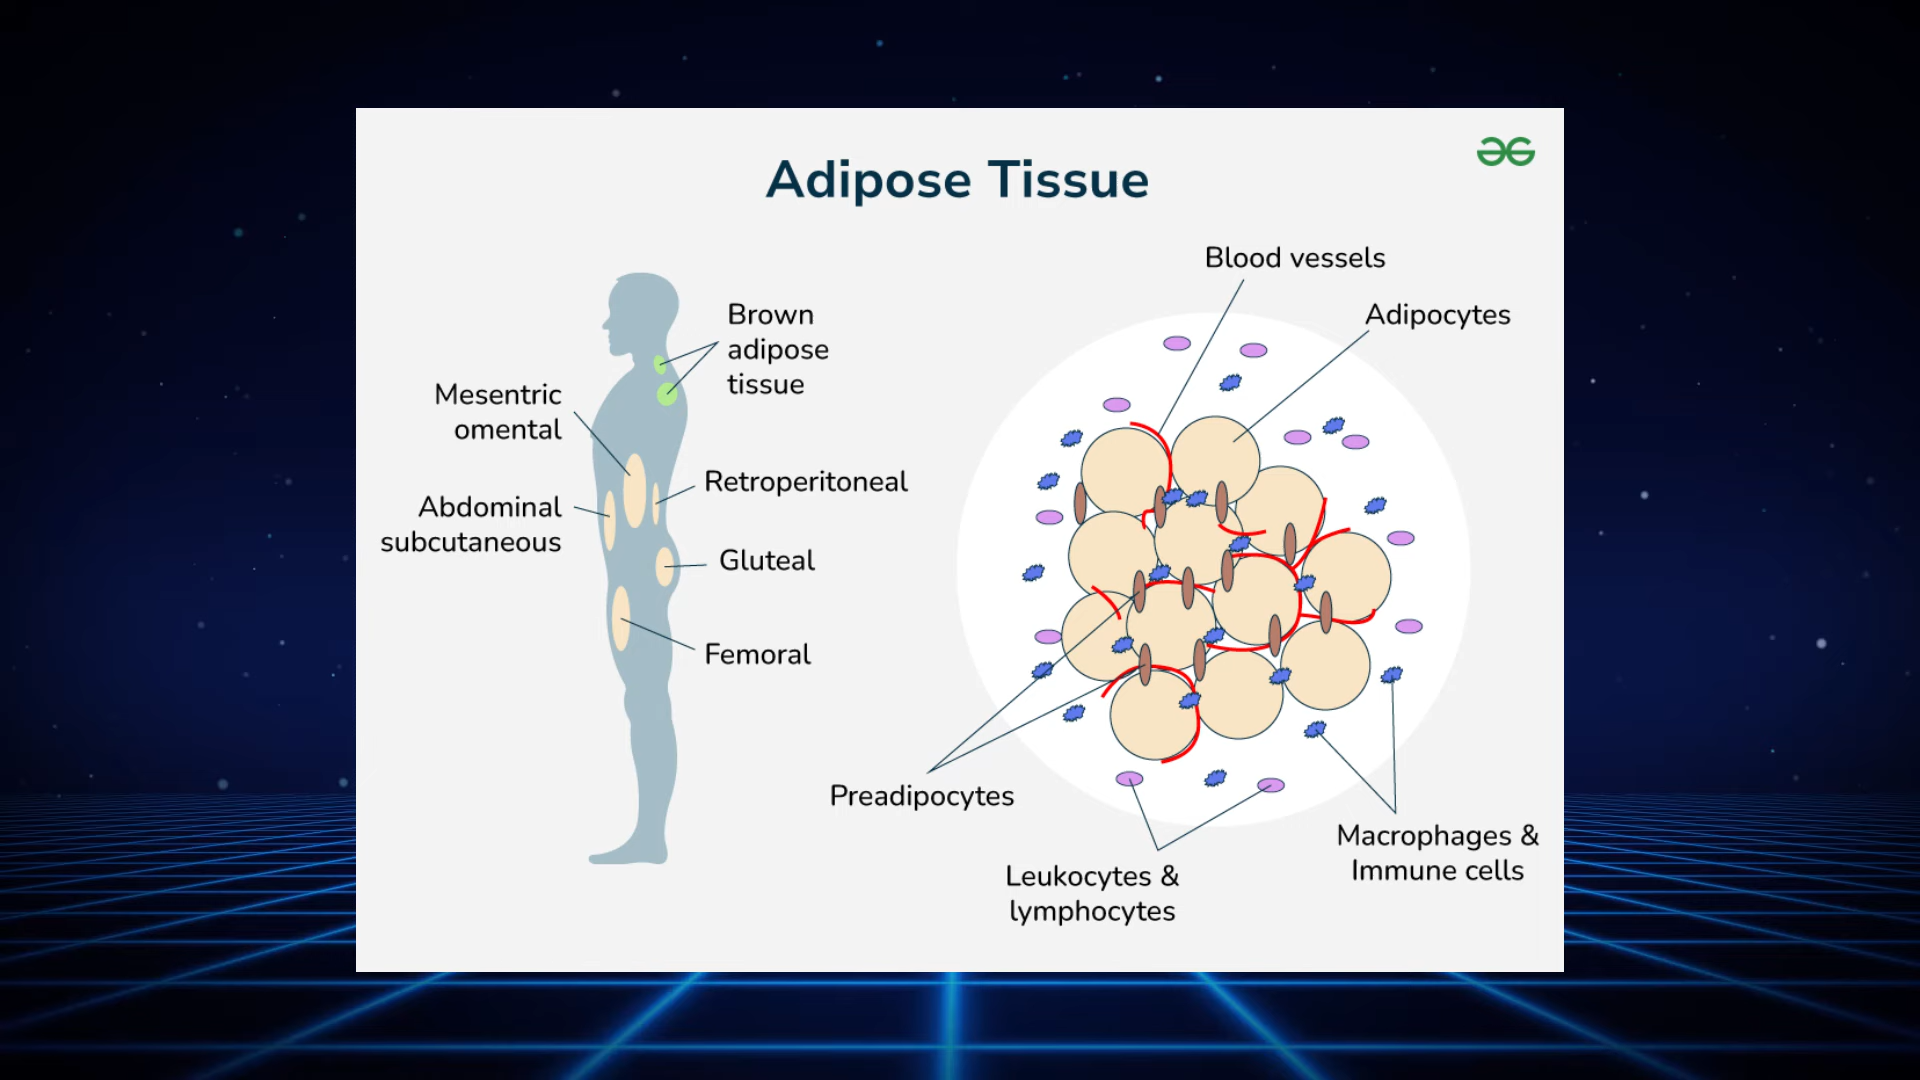 Adipose Tissue
Blood vessels
Adipocytes
Brown
adipose
tissue
Mesentric
omental
Retroperitoneal
Abdominal
subcutaneous
Gluteal
Femoral
Preadipocytes
Macrophages &
Immune cells
Leukocytes &
lymphocytes